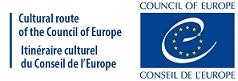 Cultural route
of the Council of Europe
Itinéraire culturel
du Conseil de l'Europe
COUNCIL OF EUROPE
CONSEIL DE L'EUROPE